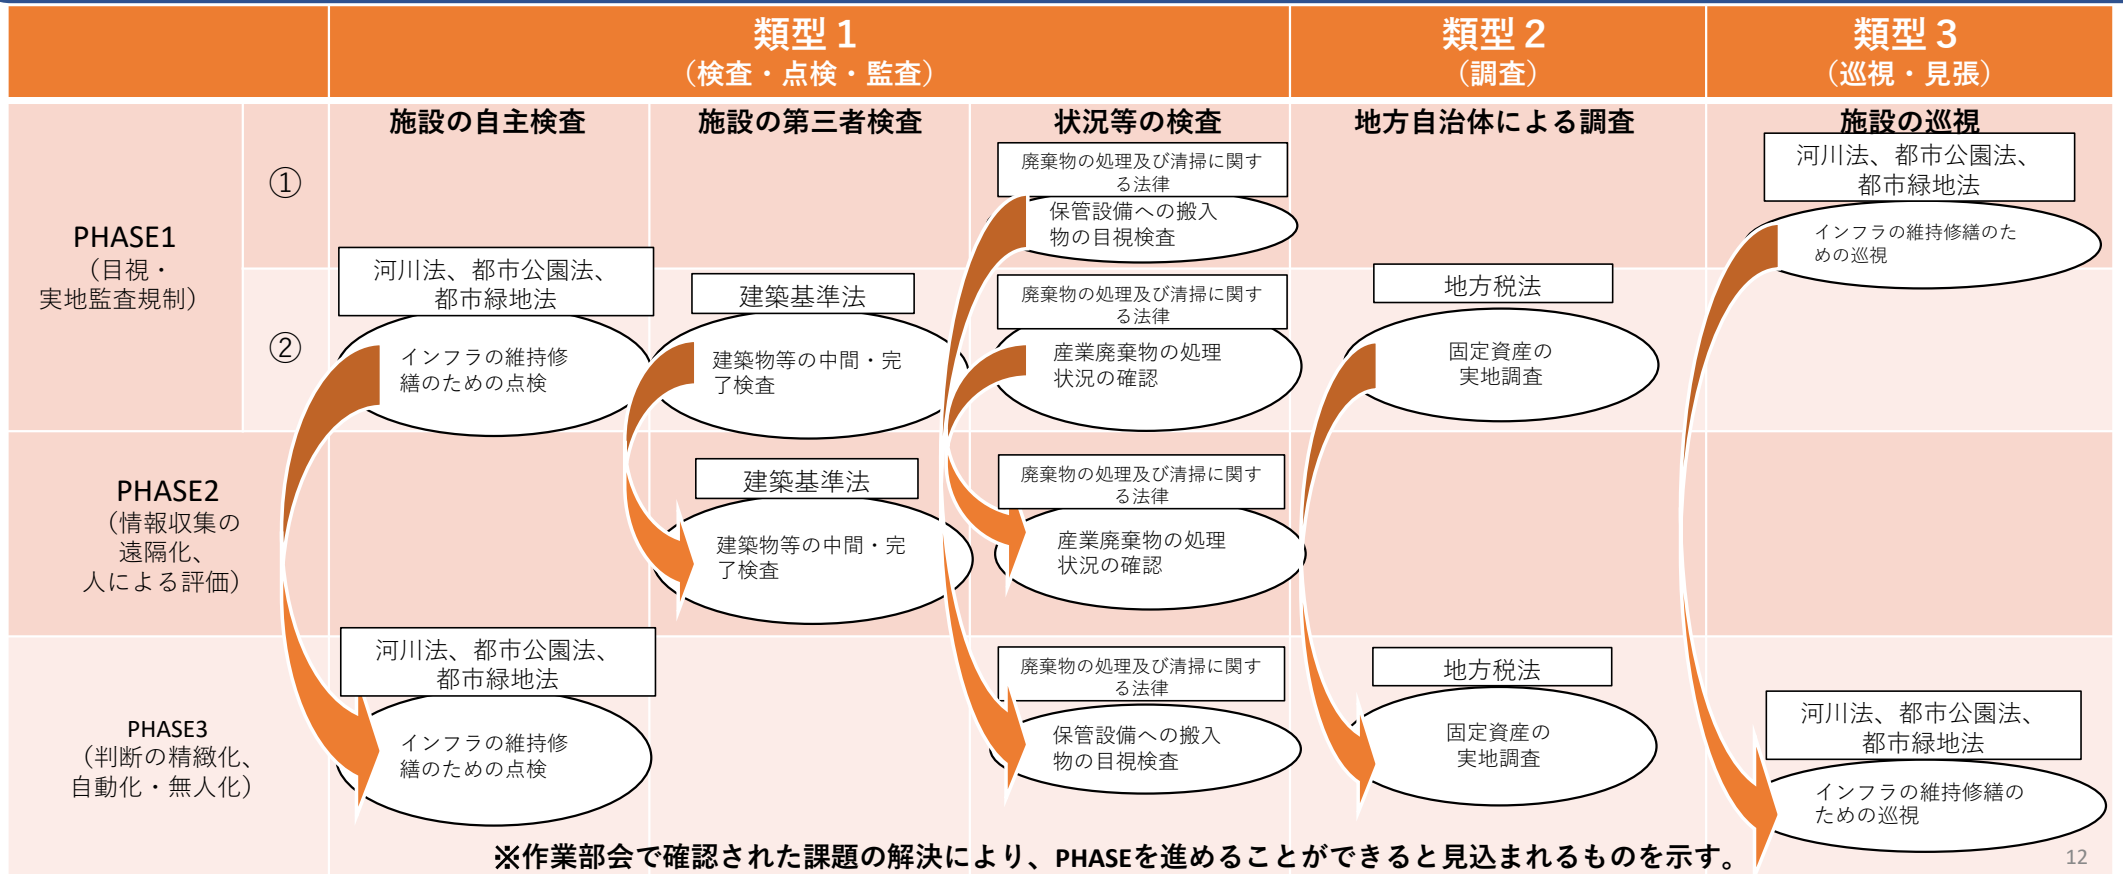 類型１
（検査・点検・監査）
類型２
（調査）
類型３
（巡視・見張）
施設の自主検査
施設の第三者検査
状況等の検査
地方自治体による調査
施設の巡視
PHASE1
（目視・
実地監査規制）
①
廃棄物の処理及び清掃に関す
る法律
保管設備への搬入
物の目視検査
河川法、都市公園法、
都市緑地法
インフラの維持修繕のた
めの巡視
②
河川法、都市公園法、
都市緑地法
インフラの維持修
繕のための点検
建築基準法
建築物等の中間・完
了検査
廃棄物の処理及び清掃に関す
る法律
産業廃棄物の処理
状況の確認
地方税法
固定資産の
実地調査
PHASE2
（情報収集の
遠隔化、
人による評価）
建築基準法
建築物等の中間・完
了検査
廃棄物の処理及び清掃に関す
る法律
産業廃棄物の処理
状況の確認
PHASE3
（判断の精緻化、
自動化・無人化）
河川法、都市公園法、
都市緑地法
インフラの維持修
繕のための点検
廃棄物の処理及び清掃に関す
る法律
保管設備への搬入
物の目視検査
地方税法
固定資産の
実地調査
河川法、都市公園法、
都市緑地法
インフラの維持修繕の
ための巡視
※作業部会で確認された課題の解決により、PHASEを進めることができると見込まれるものを示す。
12